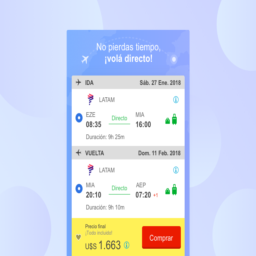 No pierdas tiempo,
¡volá directo!
IDA Sáb. 27 Ene. 2018
LATAM
EZE Directo MIA
08:35 16:00
Duración: 9h 25m
VUELTA Dom. 11 Feb. 2018
LATAM
MIA Directo AEP
20:10 07:20 +1
Duración: 9h 10m
Precio final
¡Todo incluido!
U$S 1.663 Comprar